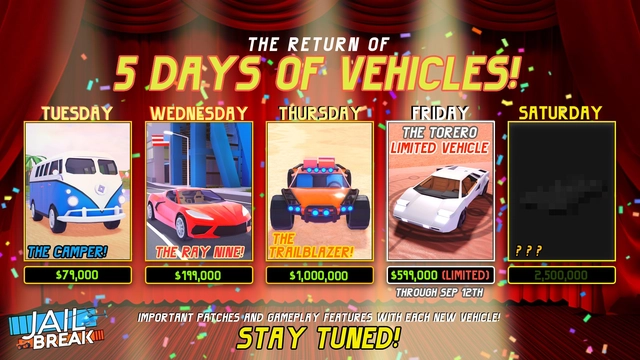 THE RETURN OF
5 DAYS OF VEHICLES!
TUESDAY
THE CAMPER!
$79,000
WEDNESDAY
THE RAY NINE!
$199,000
THURSDAY
THE
TRAILBLAZER!
$1,000,000
FRIDAY
THE TORERO
LIMITED VEHICLE
$599,000 (LIMITED)
THROUGH SEP 12TH
SATURDAY
? ? ?
2,500,000
JAIL
BREAK
IMPORTANT PATCHES AND GAMEPLAY FEATURES WITH EACH NEW VEHICLE!
STAY TUNED!